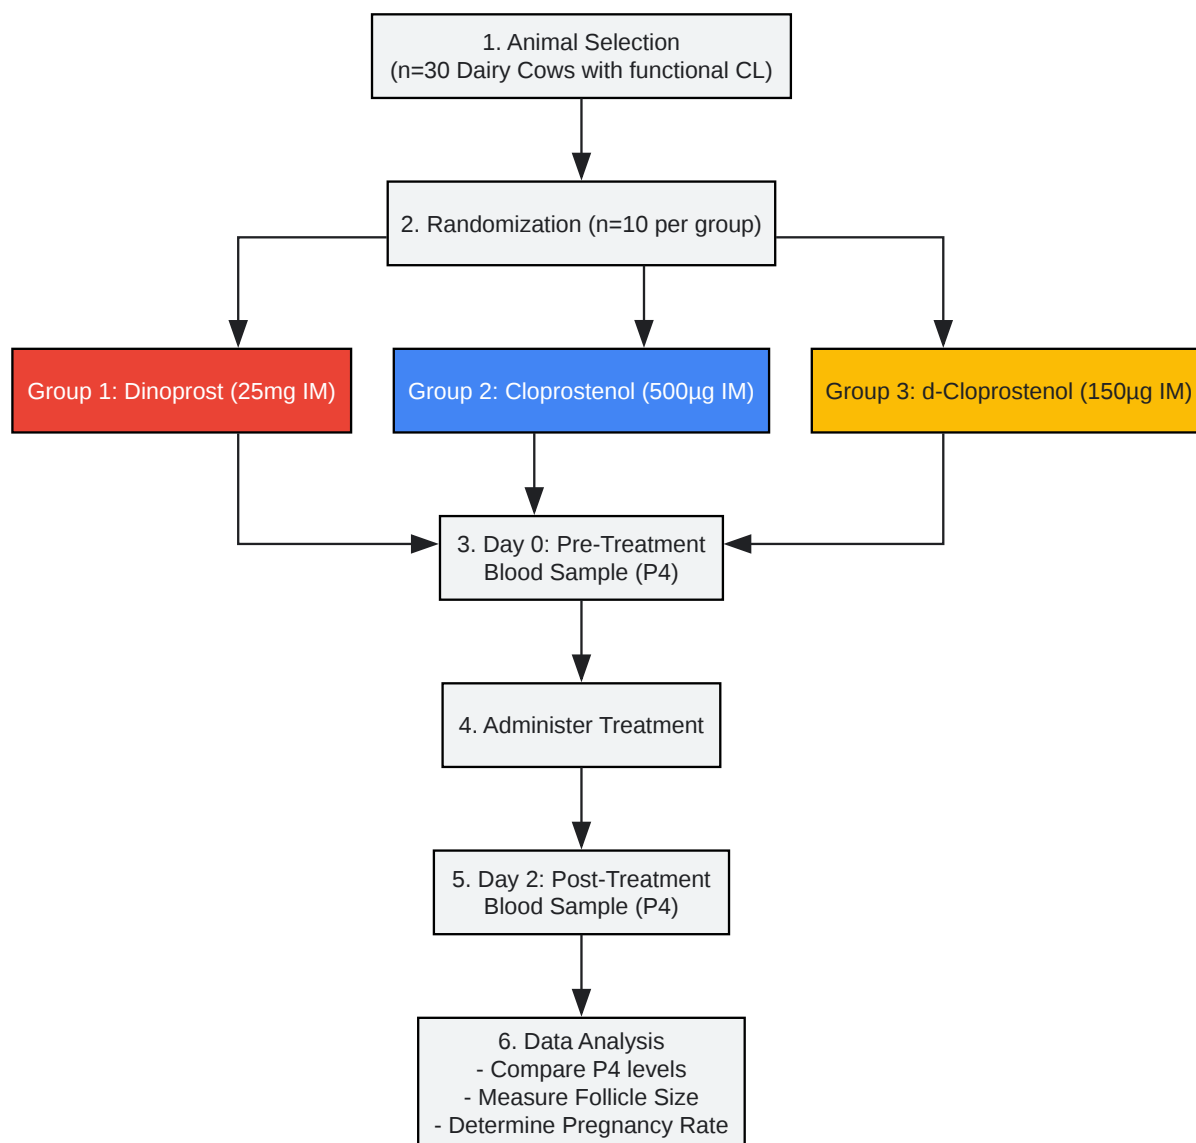 1. Animal Selection
(n=30 Dairy Cows with functional CL)
2. Randomization (n=10 per group)
Group 1: Dinoprost (25mg IM)
Group 2: Cloprostenol (500µg IM)
Group 3: d-Cloprostenol (150µg IM)
3. Day 0: Pre-Treatment
Blood Sample (P4)
4. Administer Treatment
5. Day 2: Post-Treatment
Blood Sample (P4)
6. Data Analysis
- Compare P4 levels
- Measure Follicle Size
- Determine Pregnancy Rate